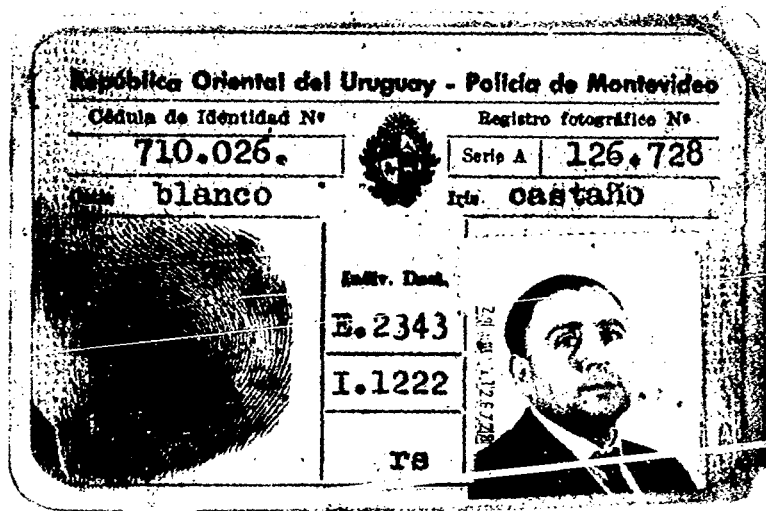 República Oriental del Uruguay - Policía de Montevideo
Cédula de Identidad Nº
Registro fotográfico Nº
710.026.
Serie A
126.728
blanco
Iris castaño
Indiv. Dact.
E.2343
I.1222
rs